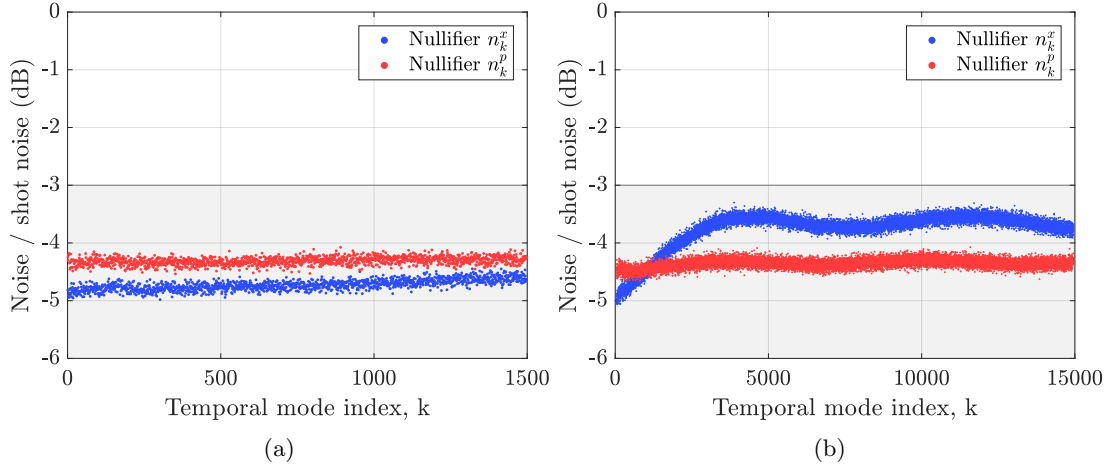 0
-1
-2
-3
-4
-5
-6
Noise / shot noise (dB)
Nullifier n_k^x
Nullifier n_k^p
0 500 1000 1500
Temporal mode index, k
(a)
0
-1
-2
-3
-4
-5
-6
Noise / shot noise (dB)
Nullifier n_k^x
Nullifier n_k^p
0 5000 10000 15000
Temporal mode index, k
(b)